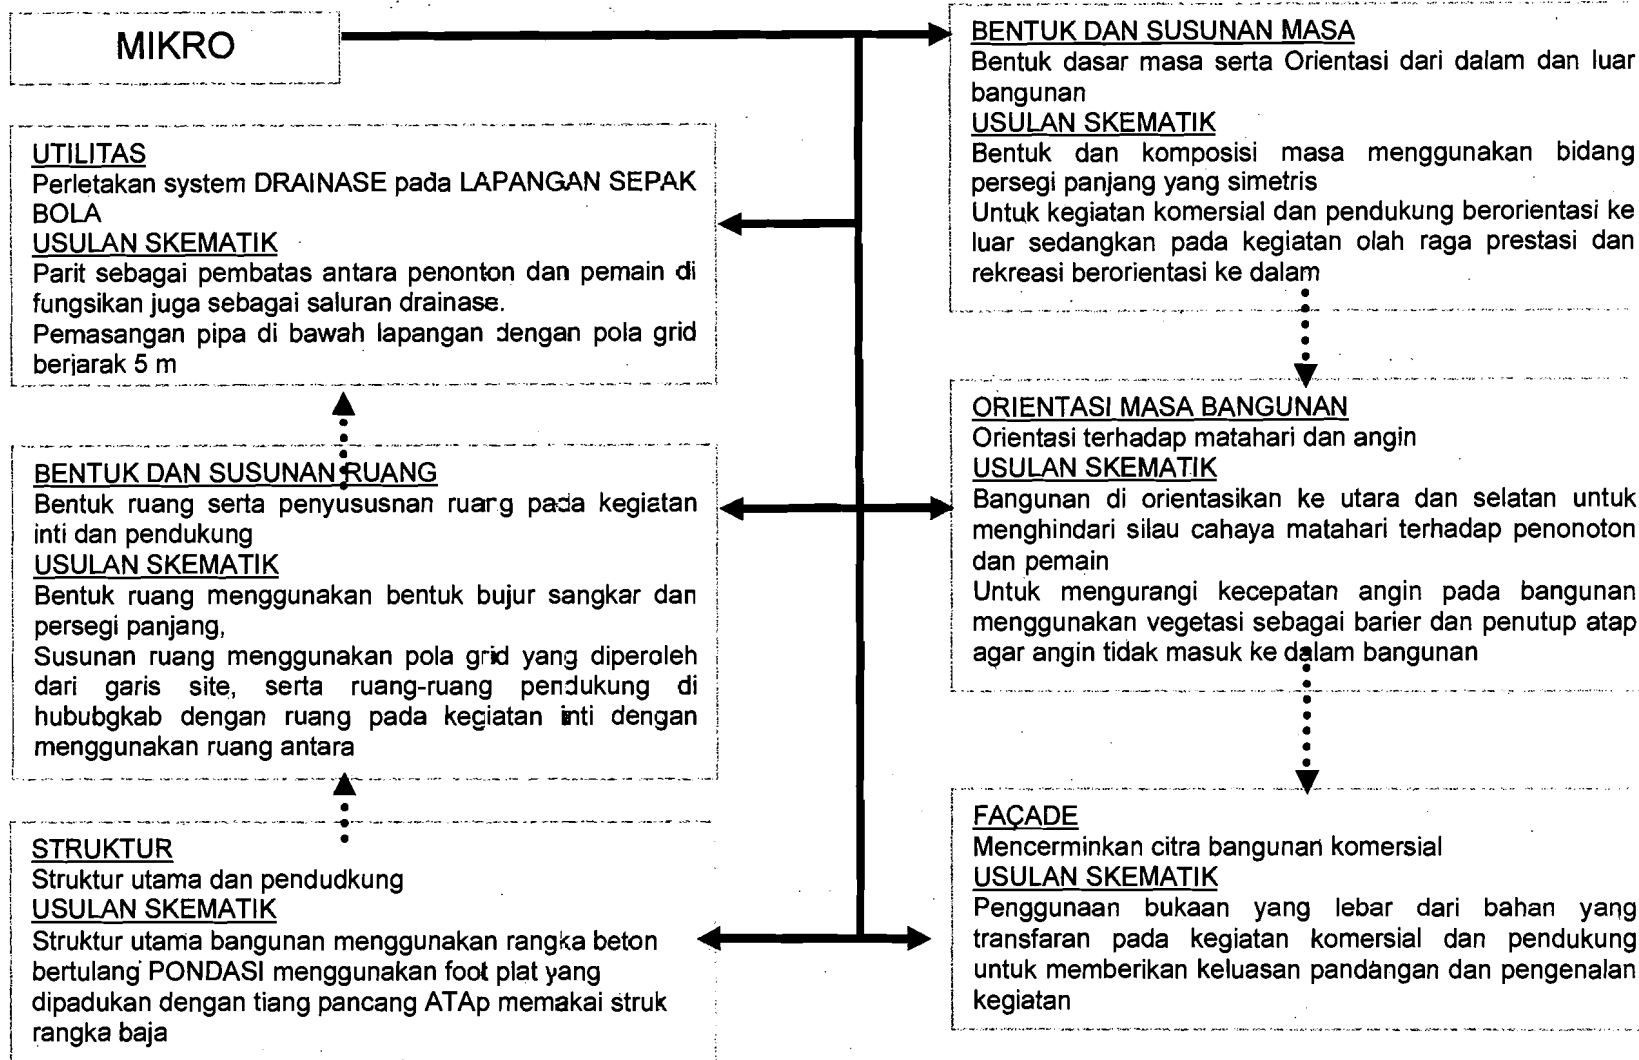 MIKRO
BENTUK DAN SUSUNAN MASA
Bentuk dasar masa serta Orientasi dari dalam dan luar
bangunan
USULAN SKEMATIK
Bentuk dan komposisi masa menggunakan bidang
persegi panjang yang simetris
Untuk kegiatan komersial dan pendukung berorientasi ke
luar sedangkan pada kegiatan olah raga prestasi dan
rekreasi berorientasi ke dalam
UTILITAS
Perletakan system DRAINASE pada LAPANGAN SEPAK
BOLA
USULAN SKEMATIK
Parit sebagai pembatas antara penonton dan pemain di
fungsikan juga sebagai saluran drainase.
Pemasangan pipa di bawah lapangan dengan pola grid
berjarak 5 m
ORIENTASI MASA BANGUNAN
Orientasi terhadap matahari dan angin
USULAN SKEMATIK
Bangunan di orientasikan ke utara dan selatan untuk
menghindari silau cahaya matahari terhadap penonoton
dan pemain
Untuk mengurangi kecepatan angin pada bangunan
menggunakan vegetasi sebagai barier dan penutup atap
agar angin tidak masuk ke dalam bangunan
BENTUK DAN SUSUNAN RUANG
Bentuk ruang serta penyususnan ruang pada kegiatan
inti dan pendukung
USULAN SKEMATIK
Bentuk ruang menggunakan bentuk bujur sangkar dan
persegi panjang,
Susunan ruang menggunakan pola grid yang diperoleh
dari garis site, serta ruang-ruang pendukung di
hububgkab dengan ruang pada kegiatan inti dengan
menggunakan ruang antara
FAÇADE
Mencerminkan citra bangunan komersial
USULAN SKEMATIK
Penggunaan bukaan yang lebar dari bahan yang
transfaran pada kegiatan komersial dan pendukung
untuk memberikan keluasan pandangan dan pengenalan
kegiatan
STRUKTUR
Struktur utama dan pendudkung
USULAN SKEMATIK
Struktur utama bangunan menggunakan rangka beton
bertulang PONDASI menggunakan foot plat yang
dipadukan dengan tiang pancang ATAp memakai struk
rangka baja